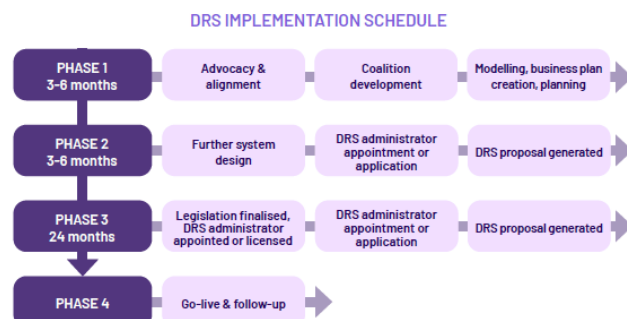 DRS IMPLEMENTATION SCHEDULE
PHASE 1
3-6 months
Advocacy &
alignment
Coalition
development
Modelling, business plan
creation, planning
PHASE 2
3-6 months
Further system
design
DRS administrator
appointment or
application
DRS proposal generated
PHASE 3
24 months
Legislation finalised,
DRS administrator
appointed or licensed
DRS administrator
appointment or
application
DRS proposal generated
PHASE 4
Go-live & follow-up